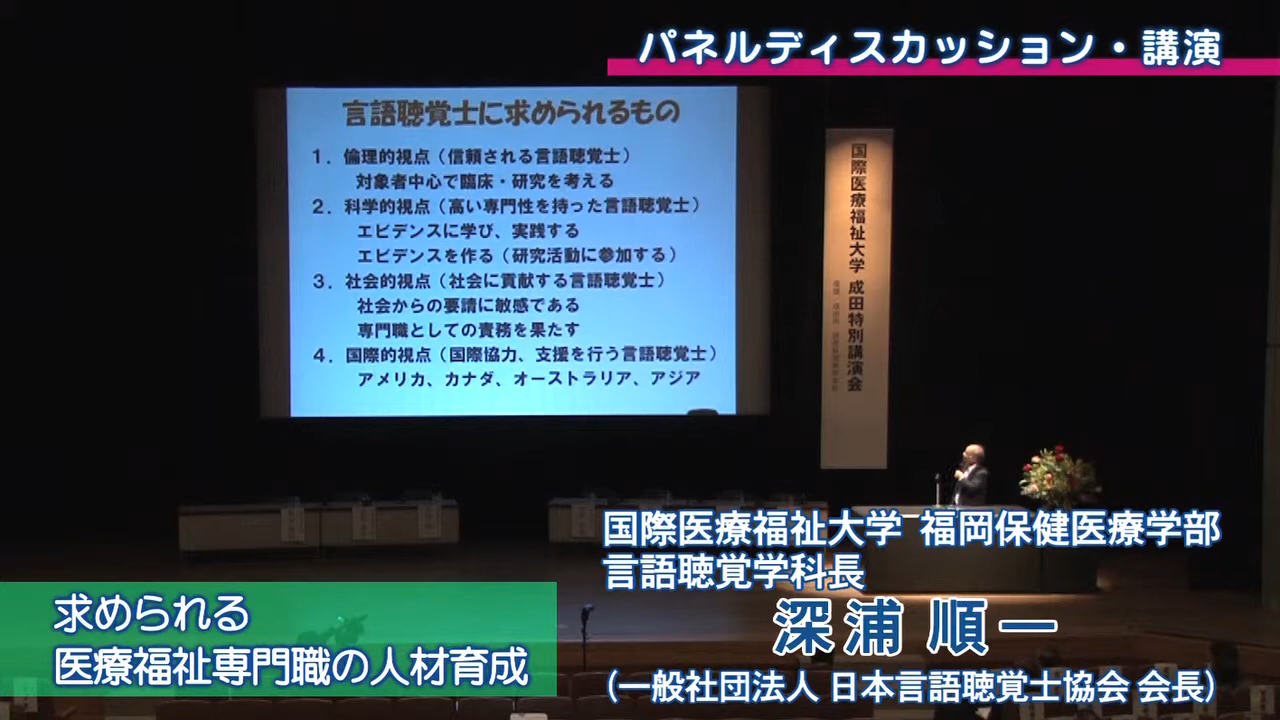 パネルディスカッション・講演
言語聴覚士に求められるもの
1．倫理的視点（信頼される言語聴覚士）
対象者中心で臨床・研究を考える
2．科学的視点（高い専門性を持った言語聴覚士）
エビデンスに学び、実践する
エビデンスを作る（研究活動に参加する）
3．社会的視点（社会に貢献する言語聴覚士）
社会からの要請に敏感である
専門職としての責務を果たす
4．国際的視点（国際協力、支援を行う言語聴覚士）
アメリカ、カナダ、オーストラリア、アジア
国際医療福祉大学 成田特別講演会
国際医療福祉大学 福岡保健医療学部
言語聴覚学科長
深浦 順一
（一般社団法人 日本言語聴覚士協会 会長）
求められる
医療福祉専門職の人材育成